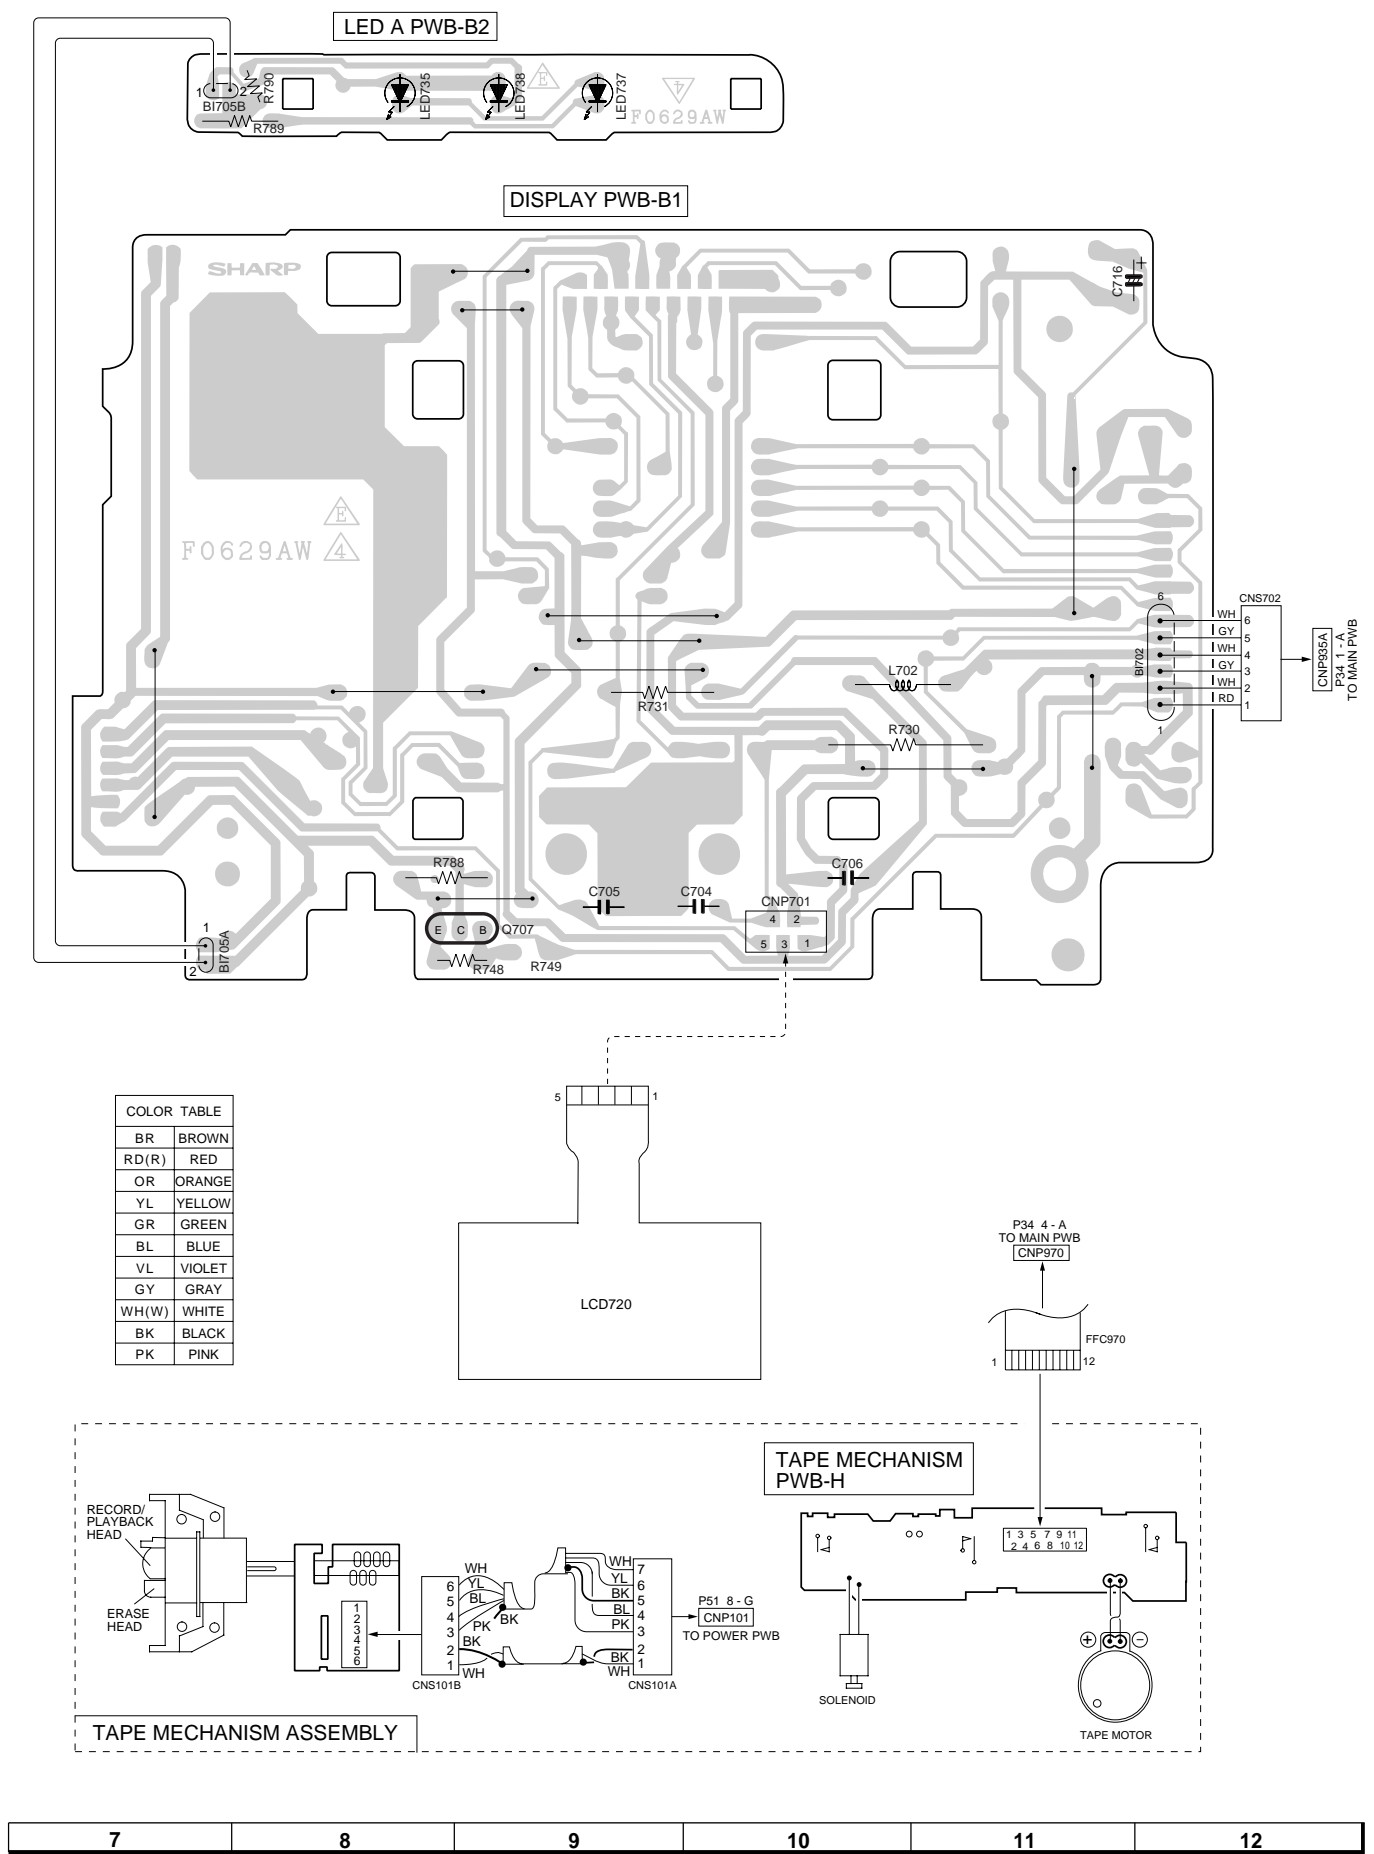 LED A PWB-B2
1
2
BI705B
R790
R789
LED735
LED738
LED737
E
4
F0629AW
DISPLAY PWB-B1
SHARP
C716
+
E
F0629AW
4
6
BI702
1
WH
GY
WH
GY
WH
RD
CNS702
6
5
4
3
2
1
CNP935A
P34 1 - A
TO MAIN PWB
L702
R731
R730
R788
C706
C705
C704
CNP701
4 2
5 3 1
E C B
Q707
R748
R749
1
BI705A
2
5
1
LCD720
COLOR TABLE
BR BROWN
RD(R) RED
OR ORANGE
YL YELLOW
GR GREEN
BL BLUE
VL VIOLET
GY GRAY
WH(W) WHITE
BK BLACK
PK PINK
P34 4 - A
TO MAIN PWB
CNP970
FFC970
1
12
TAPE MECHANISM
PWB-H
RECORD/
PLAYBACK
HEAD
ERASE
HEAD
1
2
3
4
5
6
6
5
4
3
2
1
CNS101B
WH
YL
BL
PK
BK
BK
WH
WH
YL
BK
BL
PK
BK
WH
7
6
5
4
3
2
1
CNS101A
P51 8 - G
CNP101
TO POWER PWB
1 3 5 7 9 11
2 4 6 8 10 12
SOLENOID
+
−
TAPE MOTOR
TAPE MECHANISM ASSEMBLY
7 8 9 10 11 12